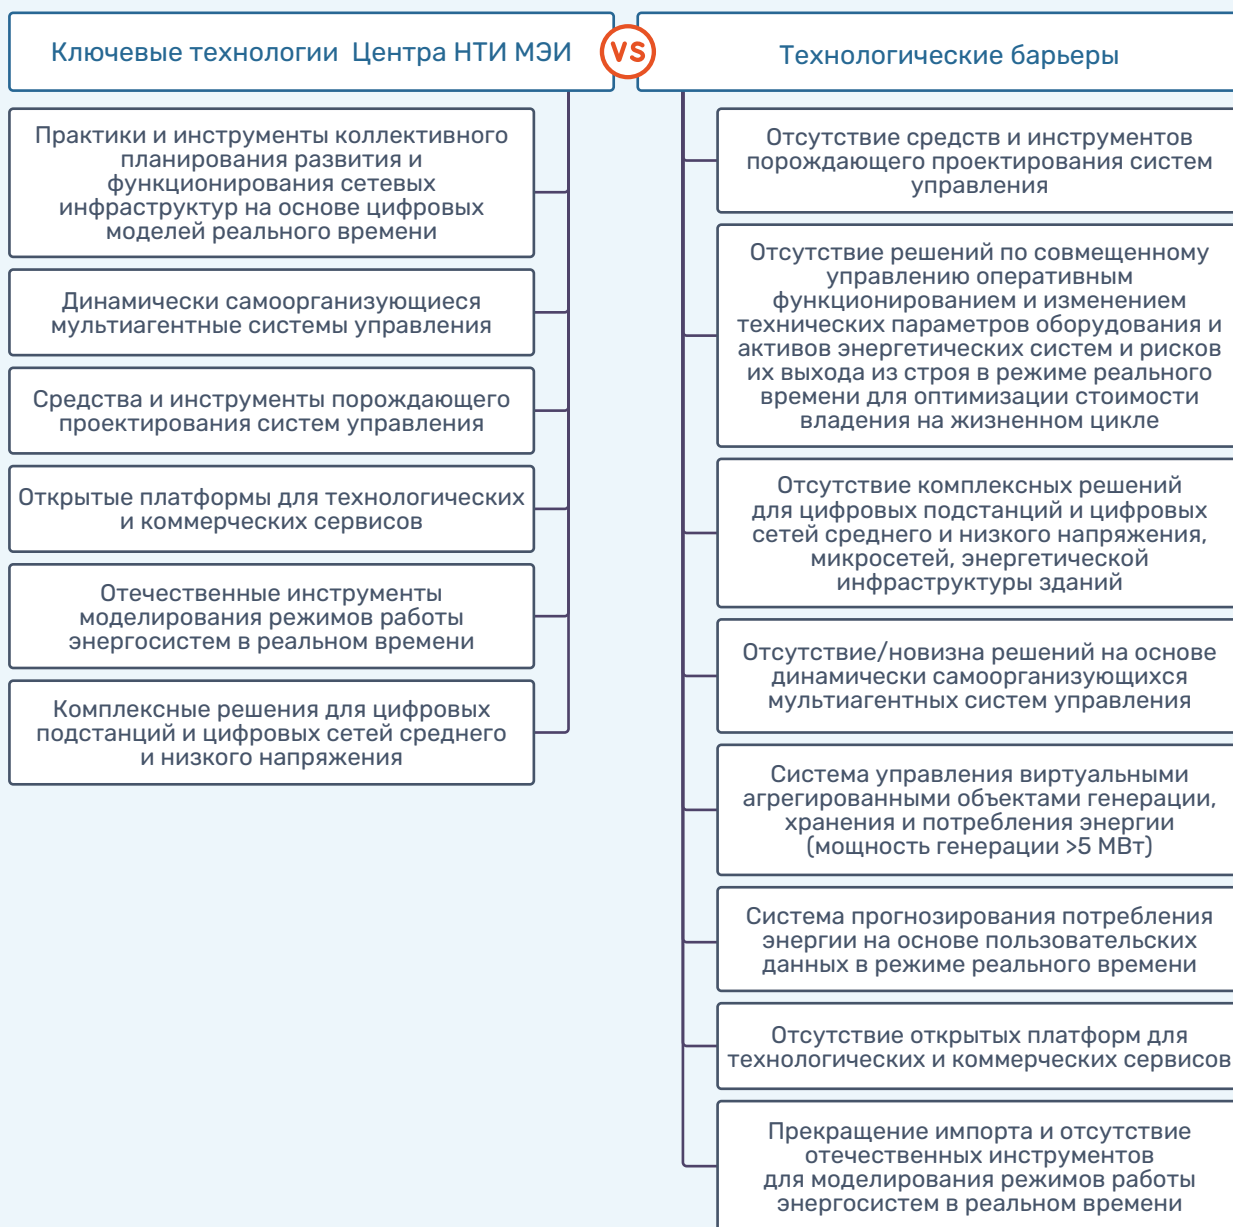 Ключевые технологии Центра НТИ МЭИ
VS
Технологические барьеры
Практики и инструменты коллективного
планирования развития и
функционирования сетевых
инфраструктур на основе цифровых
моделей реального времени
Динамически самоорганизующиеся
мультиагентные системы управления
Средства и инструменты порождающего
проектирования систем управления
Открытые платформы для технологических
и коммерческих сервисов
Отечественные инструменты
моделирования режимов работы
энергосистем в реальном времени
Комплексные решения для цифровых
подстанций и цифровых сетей среднего
и низкого напряжения
Отсутствие средств и инструментов
порождающего проектирования систем
управления
Отсутствие решений по совмещенному
управлению оперативным
функционированием и изменением
технических параметров оборудования и
активов энергетических систем и рисков
их выхода из строя в режиме реального
времени для оптимизации стоимости
владения на жизненном цикле
Отсутствие комплексных решений
для цифровых подстанций и цифровых
сетей среднего и низкого напряжения,
микросетей, энергетической
инфраструктуры зданий
Отсутствие/новизна решений на основе
динамически самоорганизующихся
мультиагентных систем управления
Система управления виртуальными
агрегированными объектами генерации,
хранения и потребления энергии
(мощность генерации >5 МВт)
Система прогнозирования потребления
энергии на основе пользовательских
данных в режиме реального времени
Отсутствие открытых платформ для
технологических и коммерческих сервисов
Прекращение импорта и отсутствие
отечественных инструментов
для моделирования режимов работы
энергосистем в реальном времени